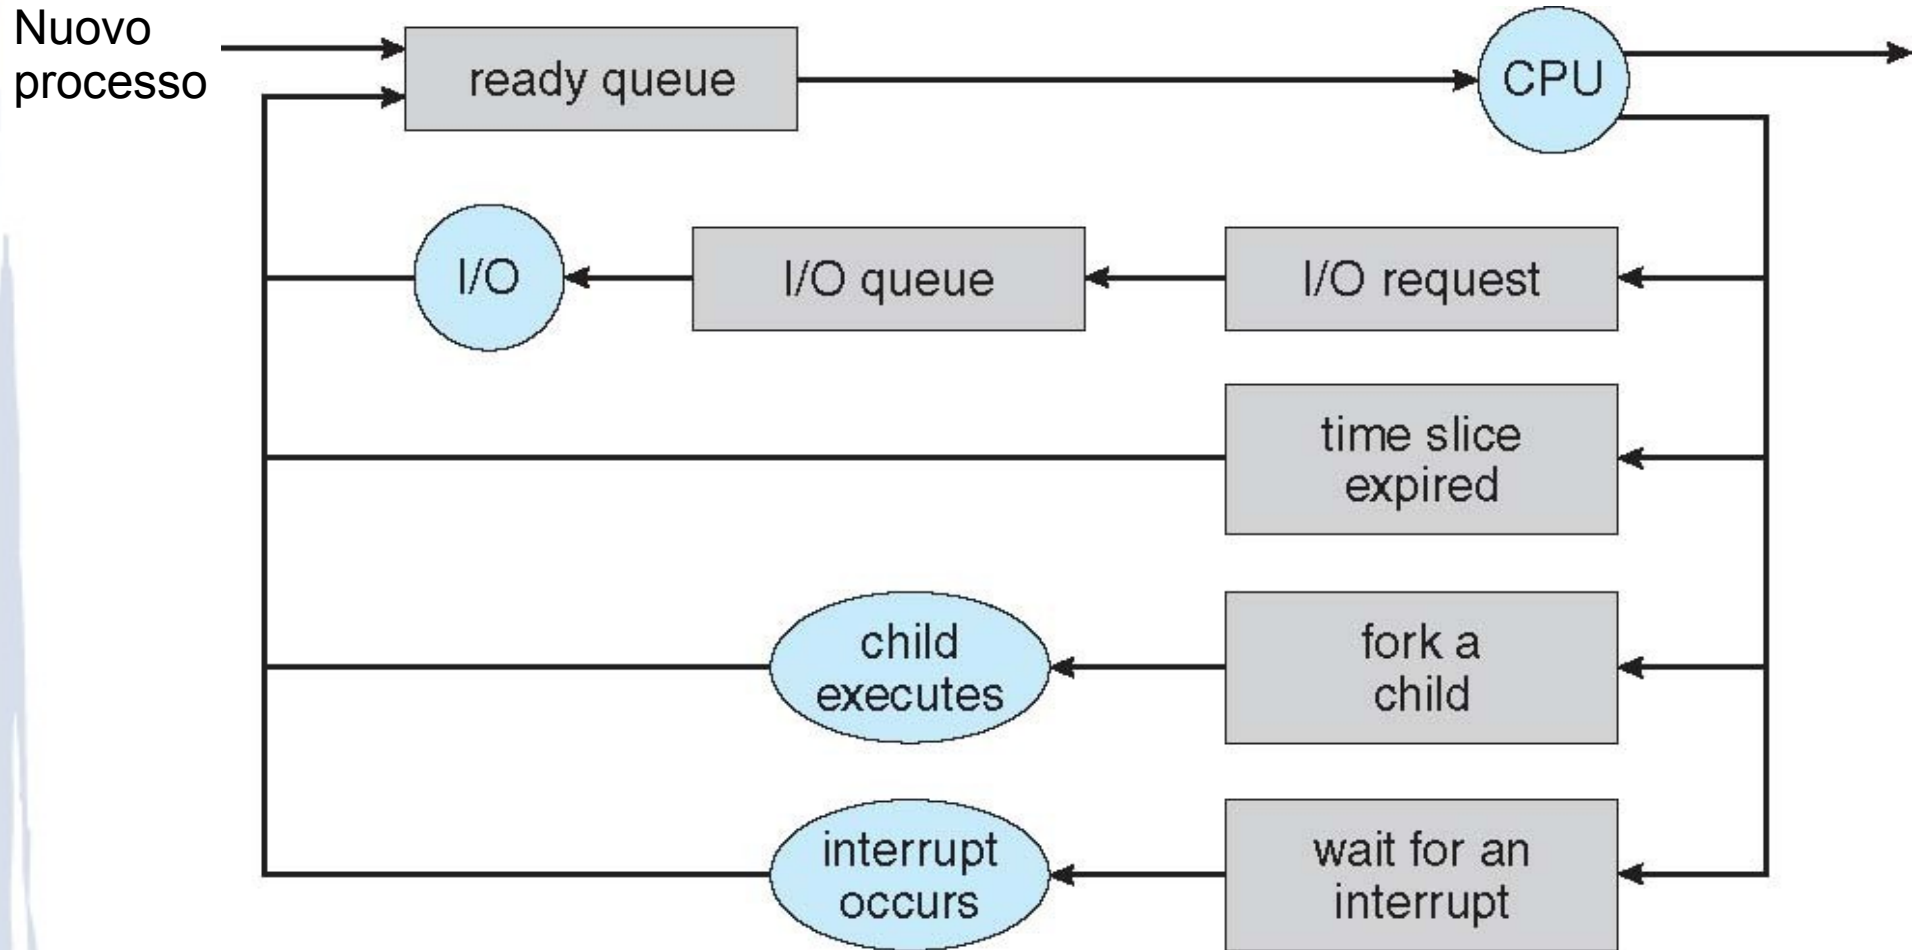 Nuovo
processo
ready queue
CPU
I/O
I/O queue
I/O request
time slice
expired
child
executes
fork a
child
interrupt
occurs
wait for an
interrupt